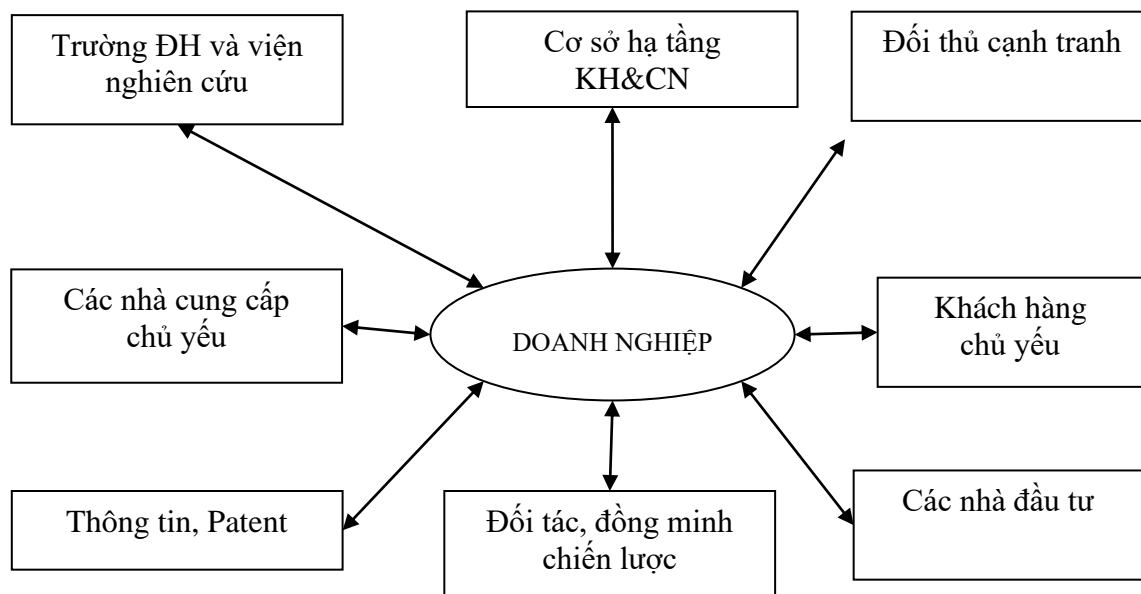 Trường ĐH và viện
nghiên cứu
Cơ sở hạ tầng
KH&CN
Đối thủ cạnh tranh
Các nhà cung cấp
chủ yếu
DOANH NGHIỆP
Khách hàng
chủ yếu
Thông tin, Patent
Đối tác, đồng minh
chiến lược
Các nhà đầu tư